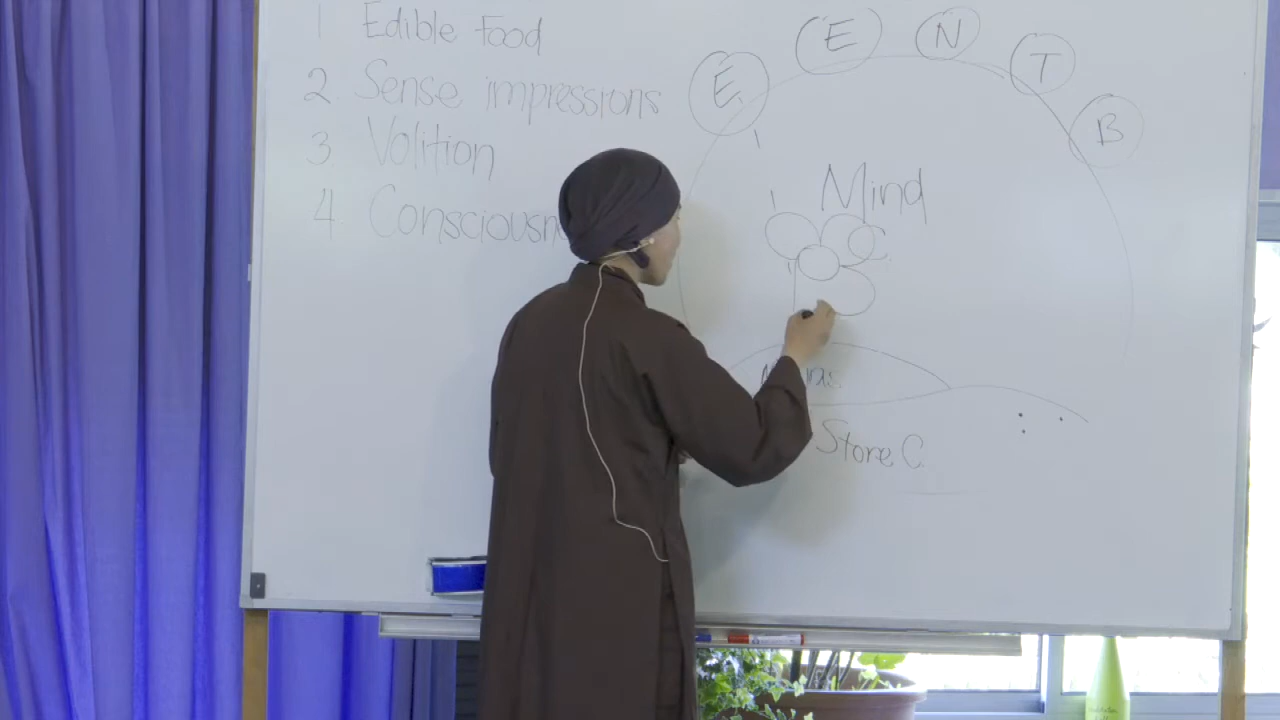 1 Edible Food
2. Sense impressions
3 Volition
4 Consciousn
E.
E
N
T
B
Mind
C.
Store C.